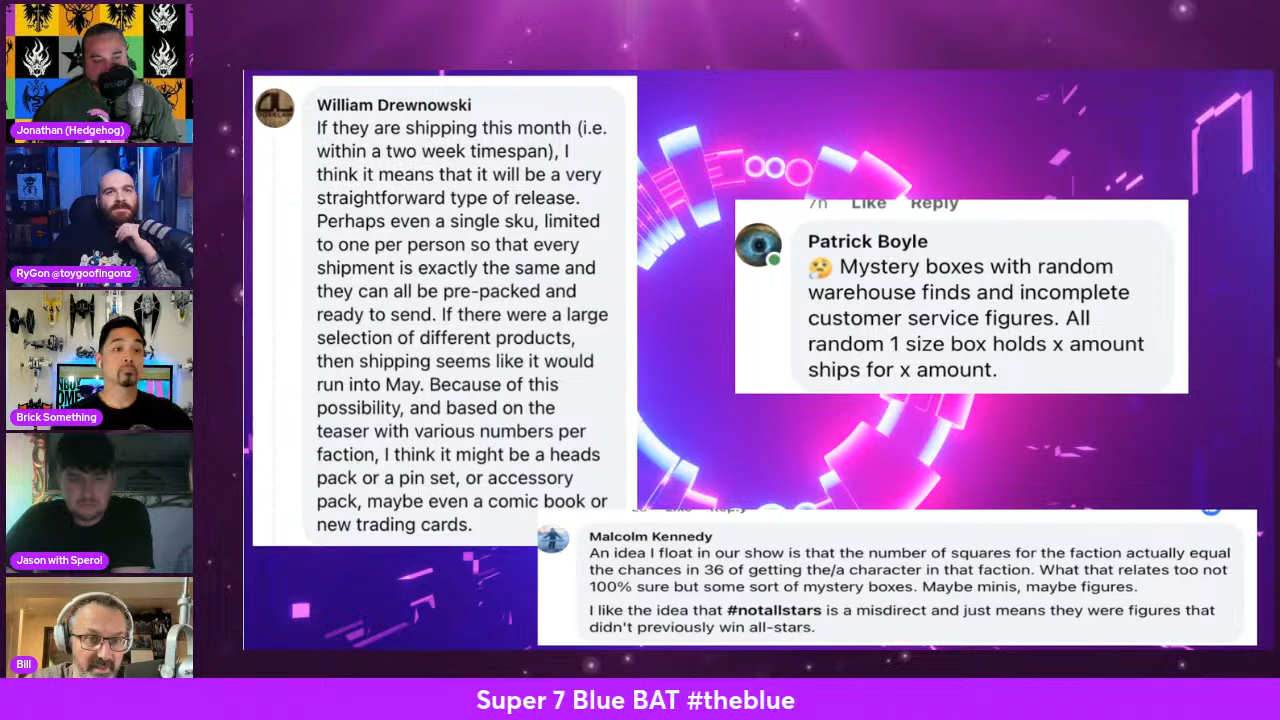 Jonathan (Hedgehog)
RyGon @toygoofingonz
Brick Something
Jason with Spero!
Bill
William Drewnowski
If they are shipping this month (i.e.
within a two week timespan), I
think it means that it will be a very
straightforward type of release.
Perhaps even a single sku, limited
to one per person so that every
shipment is exactly the same and
they can all be pre-packed and
ready to send. If there were a large
selection of different products,
then shipping seems like it would
run into May. Because of this
possibility, and based on the
teaser with various numbers per
faction, I think it might be a heads
pack or a pin set, or accessory
pack, maybe even a comic book or
new trading cards.
7h Like Reply
Patrick Boyle
🤧 Mystery boxes with random
warehouse finds and incomplete
customer service figures. All
random 1 size box holds x amount
ships for x amount.
Malcolm Kennedy
An idea I float in our show is that the number of squares for the faction actually equal
the chances in 36 of getting the/a character in that faction. What that relates too not
100% sure but some sort of mystery boxes. Maybe minis, maybe figures.
I like the idea that #notallstars is a misdirect and just means they were figures that
didn't previously win all-stars.
Super 7 Blue BAT #theblue